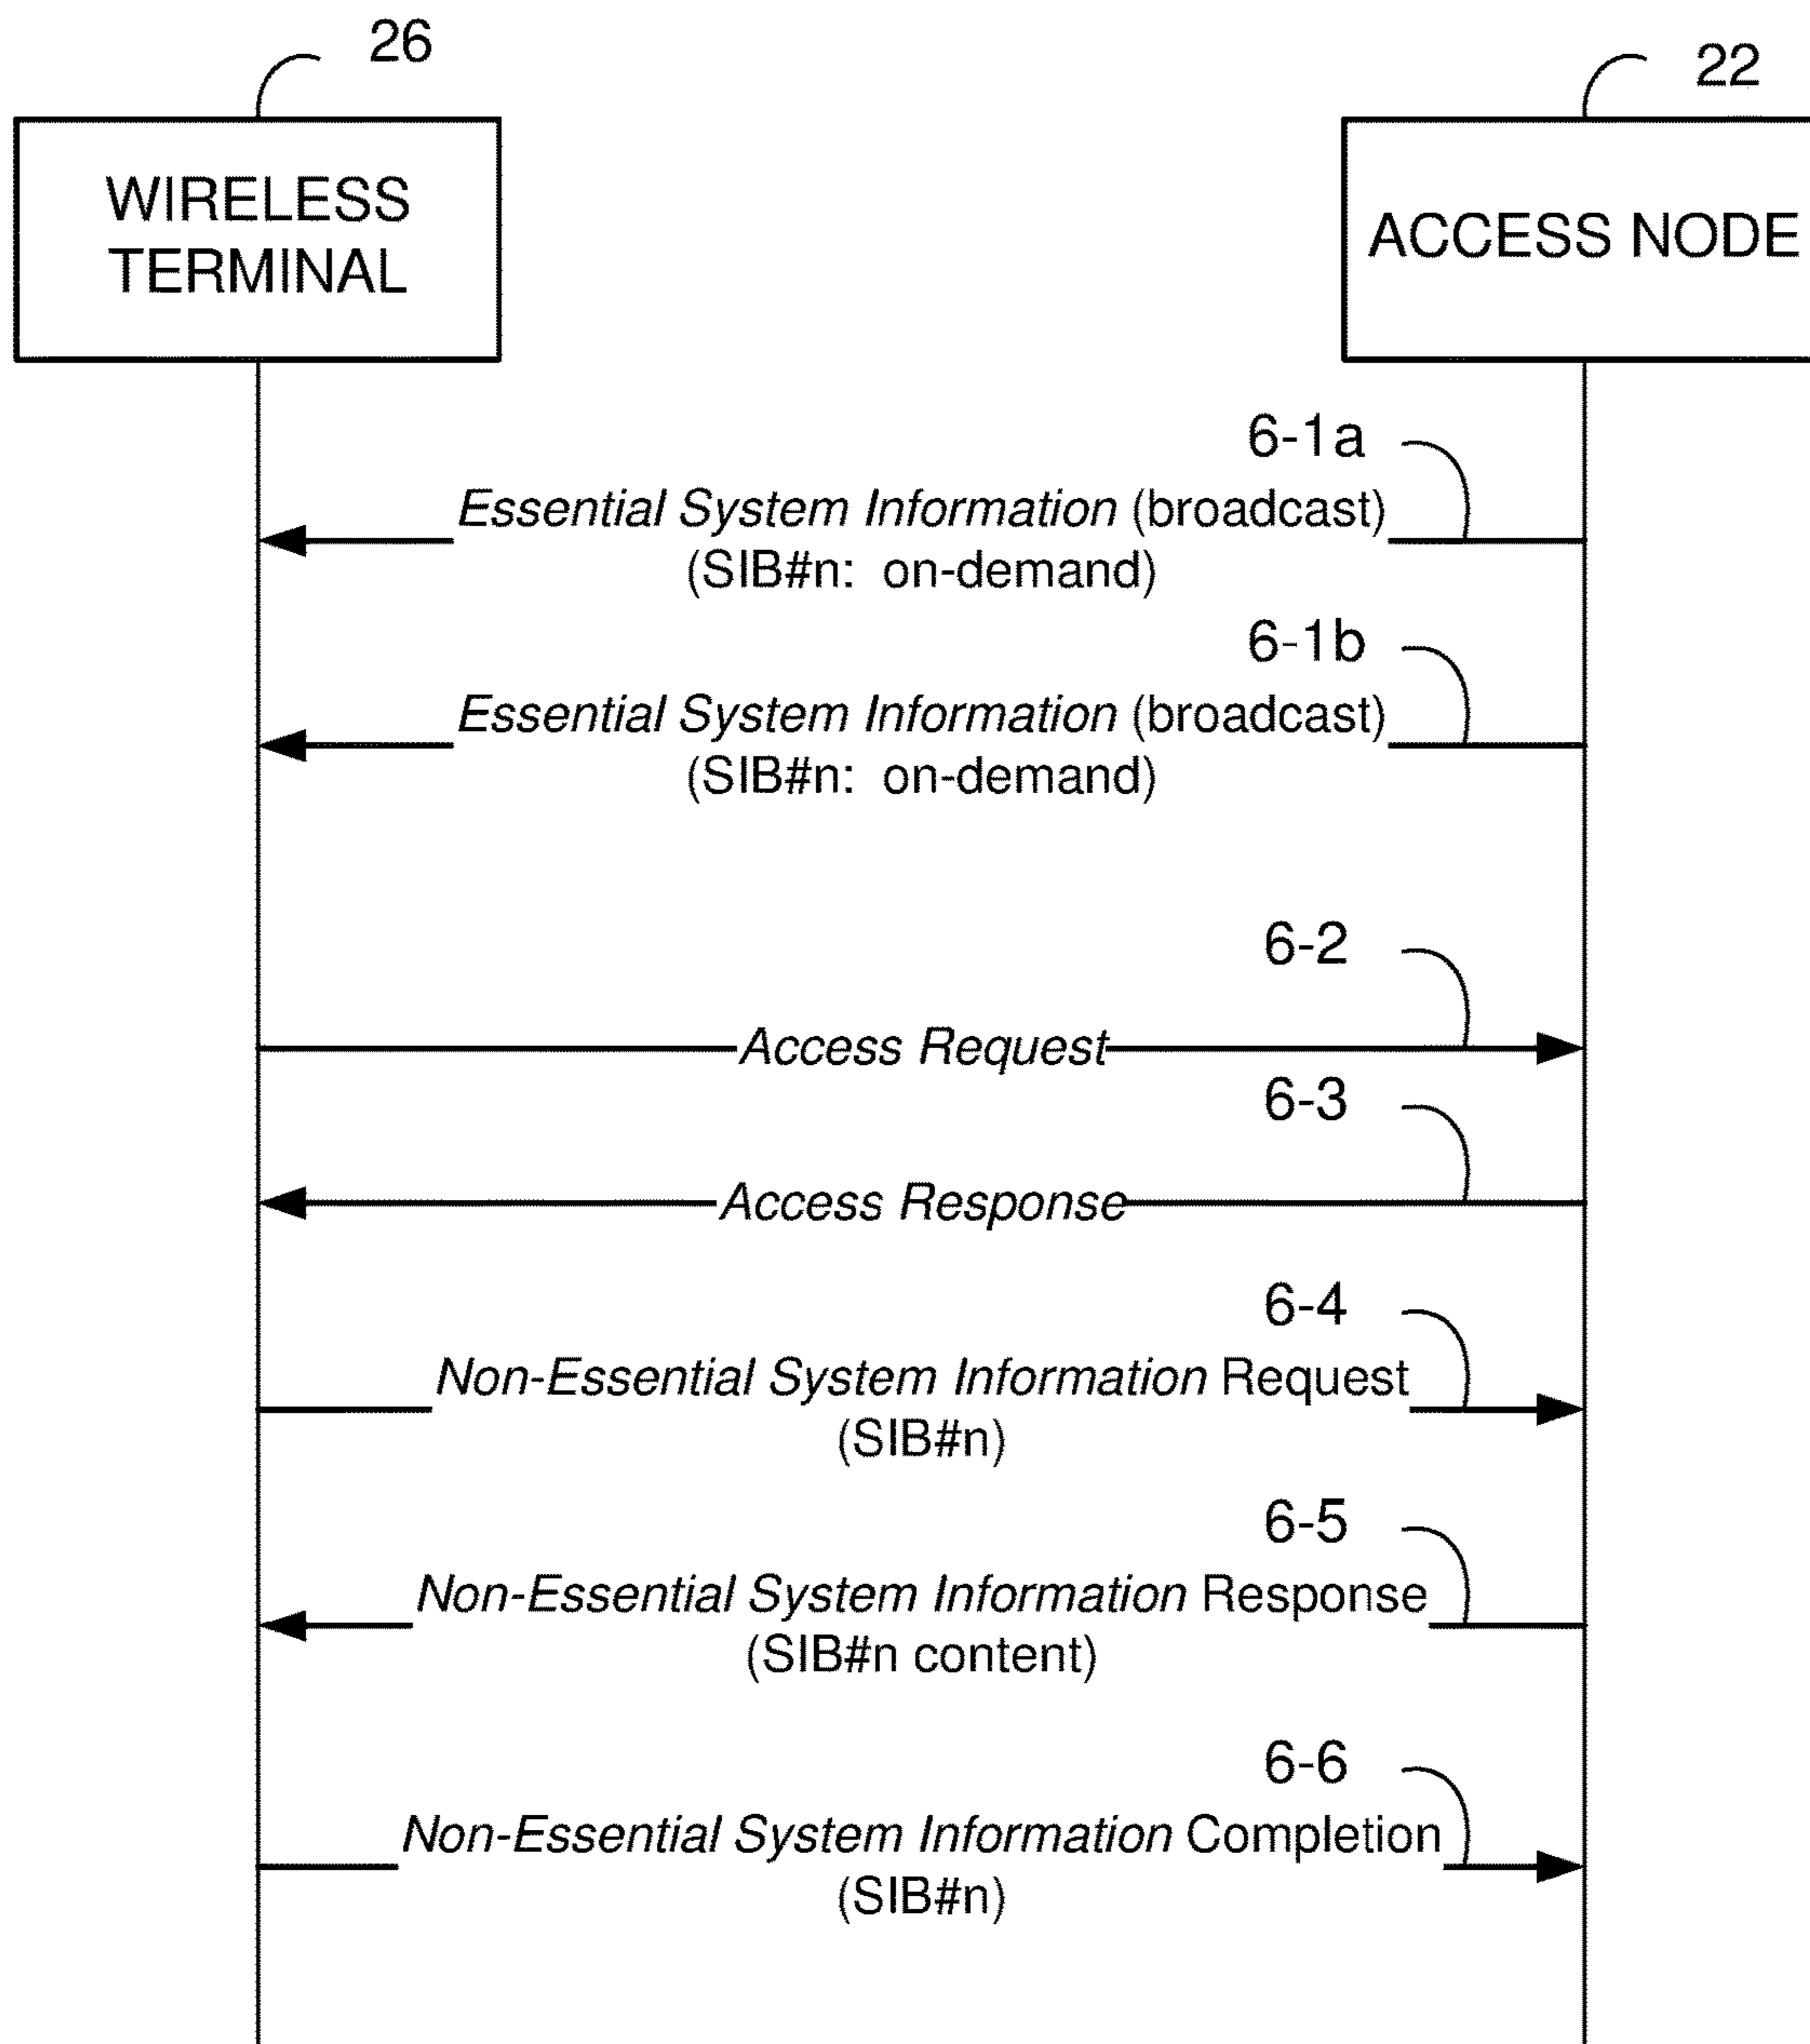 26
22
WIRELESS
TERMINAL
ACCESS NODE
6-1a
Essential System Information (broadcast)
(SIB#n: on-demand)
6-1b
Essential System Information (broadcast)
(SIB#n: on-demand)
6-2
Access Request
6-3
Access Response
6-4
Non-Essential System Information Request
(SIB#n)
6-5
Non-Essential System Information Response
(SIB#n content)
6-6
Non-Essential System Information Completion
(SIB#n)